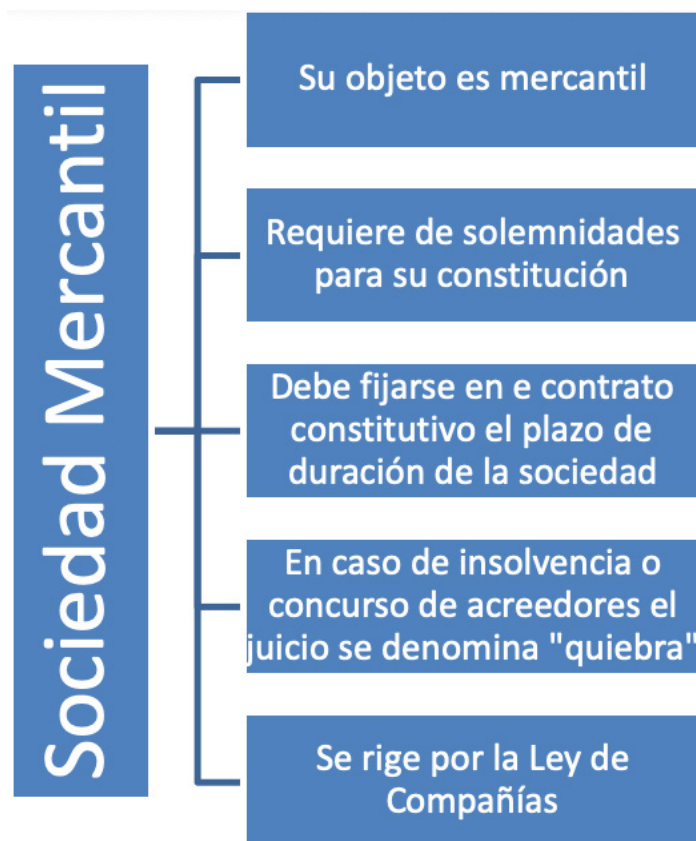 Sociedad Mercantil
Su objeto es mercantil
Requiere de solemnidades
para su constitución
Debe fijarse en e contrato
constitutivo el plazo de
duración de la sociedad
En caso de insolvencia o
concurso de acreedores el
juicio se denomina "quiebra"
Se rige por la Ley de
Compañías